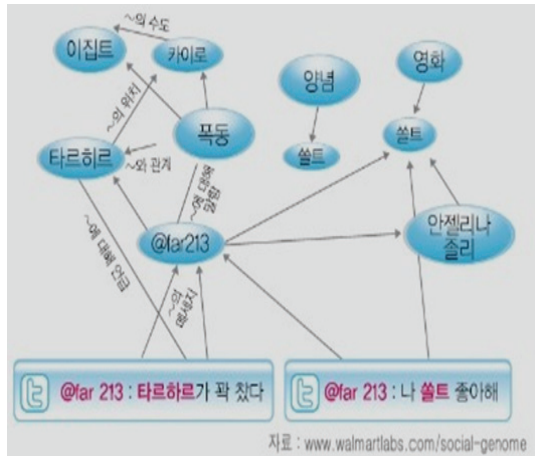 ~의 수도
이집트
카이로
영화
양념
~의 위치
폭동
쏠트
쏠트
타르히르
~와 관계
~에 대해
말함
안젤리나
졸리
@far213
~에 대해 언급
~의
메세지
@far 213 : 타르하르가 꽉 찼다
@far 213 : 나 쏠트 좋아해
자료 : www.walmartlabs.com/social-genome